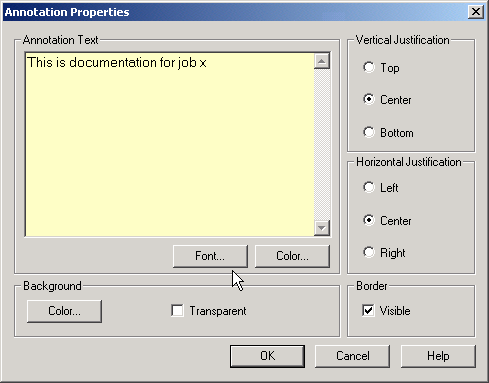 Annotation Properties
Annotation Text
This is documentation for job x
Font...
Color...
Vertical Justification
Top
Center
Bottom
Horizontal Justification
Left
Center
Right
Background
Color...
Transparent
Border
Visible
OK
Cancel
Help